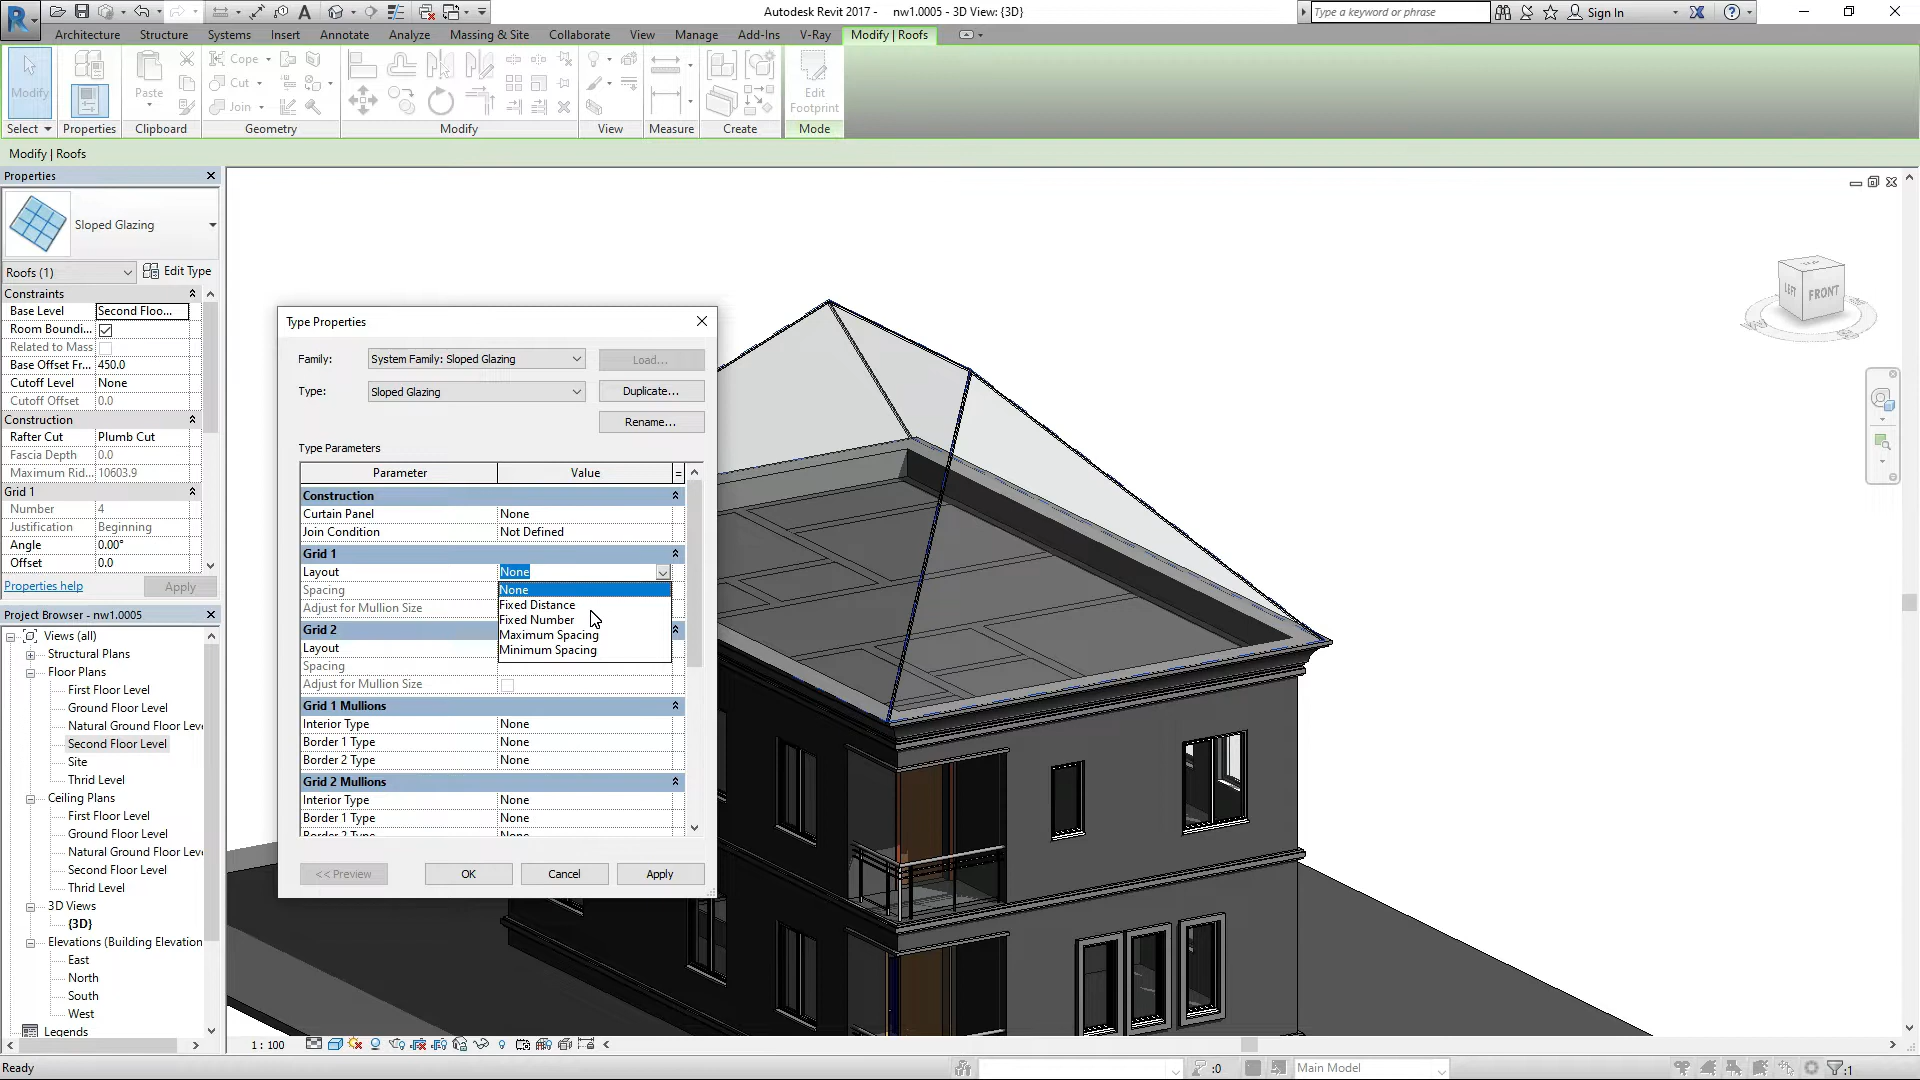 Autodesk Revit 2017 -    nw1.0005 - 3D View: {3D}
Type a keyword or phrase
Sign In
Architecture
Structure
Systems
Insert
Annotate
Analyze
Massing & Site
Collaborate
View
Manage
Add-Ins
V-Ray
Modify | Roofs
Modify
Paste
Cope
Cut
Join
Edit
Footprint
Select
Properties
Clipboard
Geometry
Modify
View
Measure
Create
Mode
Modify | Roofs
Properties
Sloped Glazing
Roofs (1)
Edit Type
Constraints
Base Level Second Floo...
Room Boundi...
Related to Mass
Base Offset Fr... 450.0
Cutoff Level None
Cutoff Offset 0.0
Construction
Rafter Cut Plumb Cut
Fascia Depth 0.0
Maximum Rid... 10603.9
Grid 1
Number 4
Justification Beginning
Angle 0.00°
Offset 0.0
Properties help
Apply
Project Browser - nw1.0005
Views (all)
Structural Plans
Floor Plans
First Floor Level
Ground Floor Level
Natural Ground Floor Leve
Second Floor Level
Site
Thrid Level
Ceiling Plans
First Floor Level
Ground Floor Level
Natural Ground Floor Leve
Second Floor Level
Thrid Level
3D Views
{3D}
Elevations (Building Elevation
East
North
South
West
Legends
Type Properties
Family: System Family: Sloped Glazing Load...
Type: Sloped Glazing Duplicate...
Rename...
Type Parameters
Parameter Value =
Construction
Curtain Panel None
Join Condition Not Defined
Grid 1
Layout None
Spacing
Adjust for Mullion Size
None
Fixed Distance
Fixed Number
Maximum Spacing
Minimum Spacing
Grid 2
Layout
Spacing
Adjust for Mullion Size
Grid 1 Mullions
Interior Type None
Border 1 Type None
Border 2 Type None
Grid 2 Mullions
Interior Type None
Border 1 Type None
Border 2 Type None
<< Preview
OK
Cancel
Apply
TOP
LEFT
FRONT
1 : 100
Ready
:0
Main Model
:1